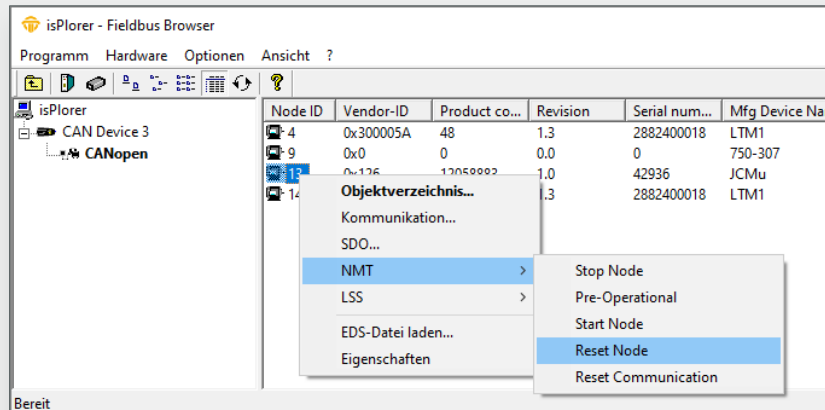 isPlorer - Fieldbus Browser
Programm Hardware Optionen Ansicht ?
isPlorer
CAN Device 3
CANopen
Node ID Vendor-ID Product co... Revision Serial num... Mfg Device Na
4 0x300005A 48 1.3 2882400018 LTM1
9 0x0 0 0.0 0 750-307
13 0x126 12058883 1.0 42936 JCMu
14 1.3 2882400018 LTM1
Objektverzeichnis...
Kommunikation...
SDO...
NMT
LSS
EDS-Datei laden...
Eigenschaften
Stop Node
Pre-Operational
Start Node
Reset Node
Reset Communication
Bereit